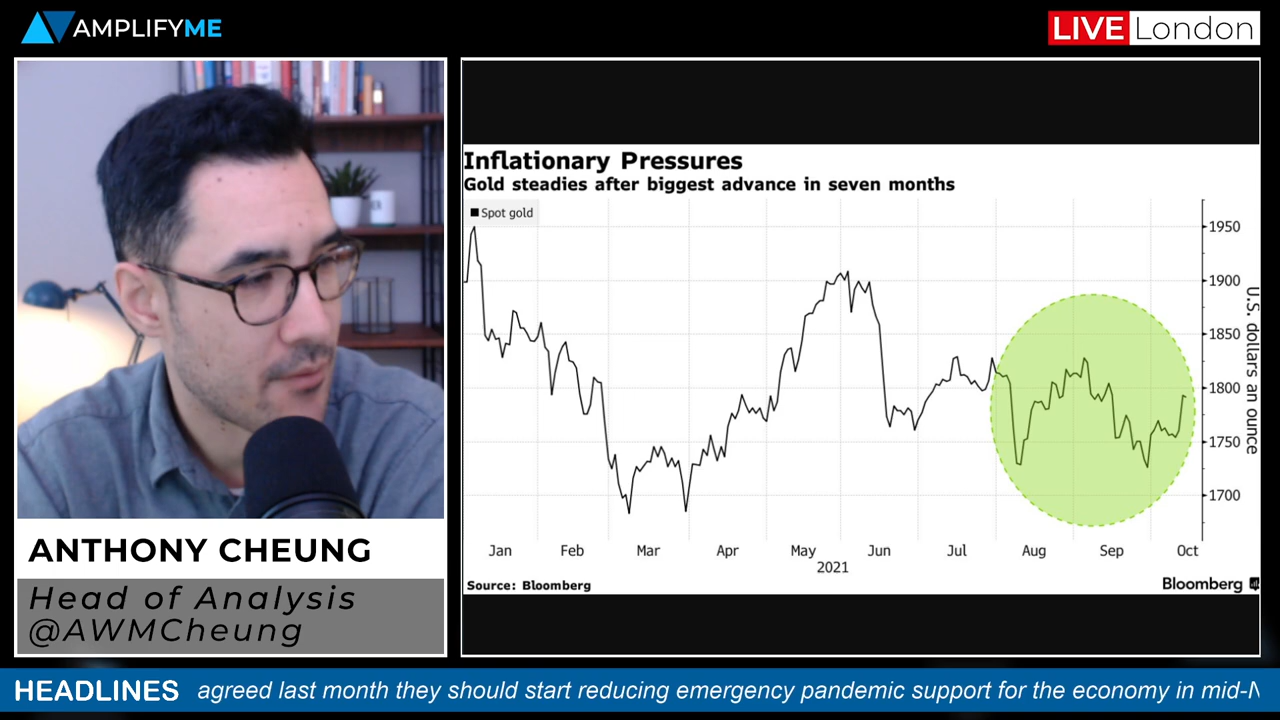 AMPLIFYME
LIVE London
Inflationary Pressures
Gold steadies after biggest advance in seven months
Spot gold
1950
1900
1850
1800
1750
1700
U.S. dollars an ounce
Jan Feb Mar Apr May Jun Jul Aug Sep Oct
2021
Source: Bloomberg
Bloomberg
ANTHONY CHEUNG
Head of Analysis
@AWMCheung
HEADLINES agreed last month they should start reducing emergency pandemic support for the economy in mid-